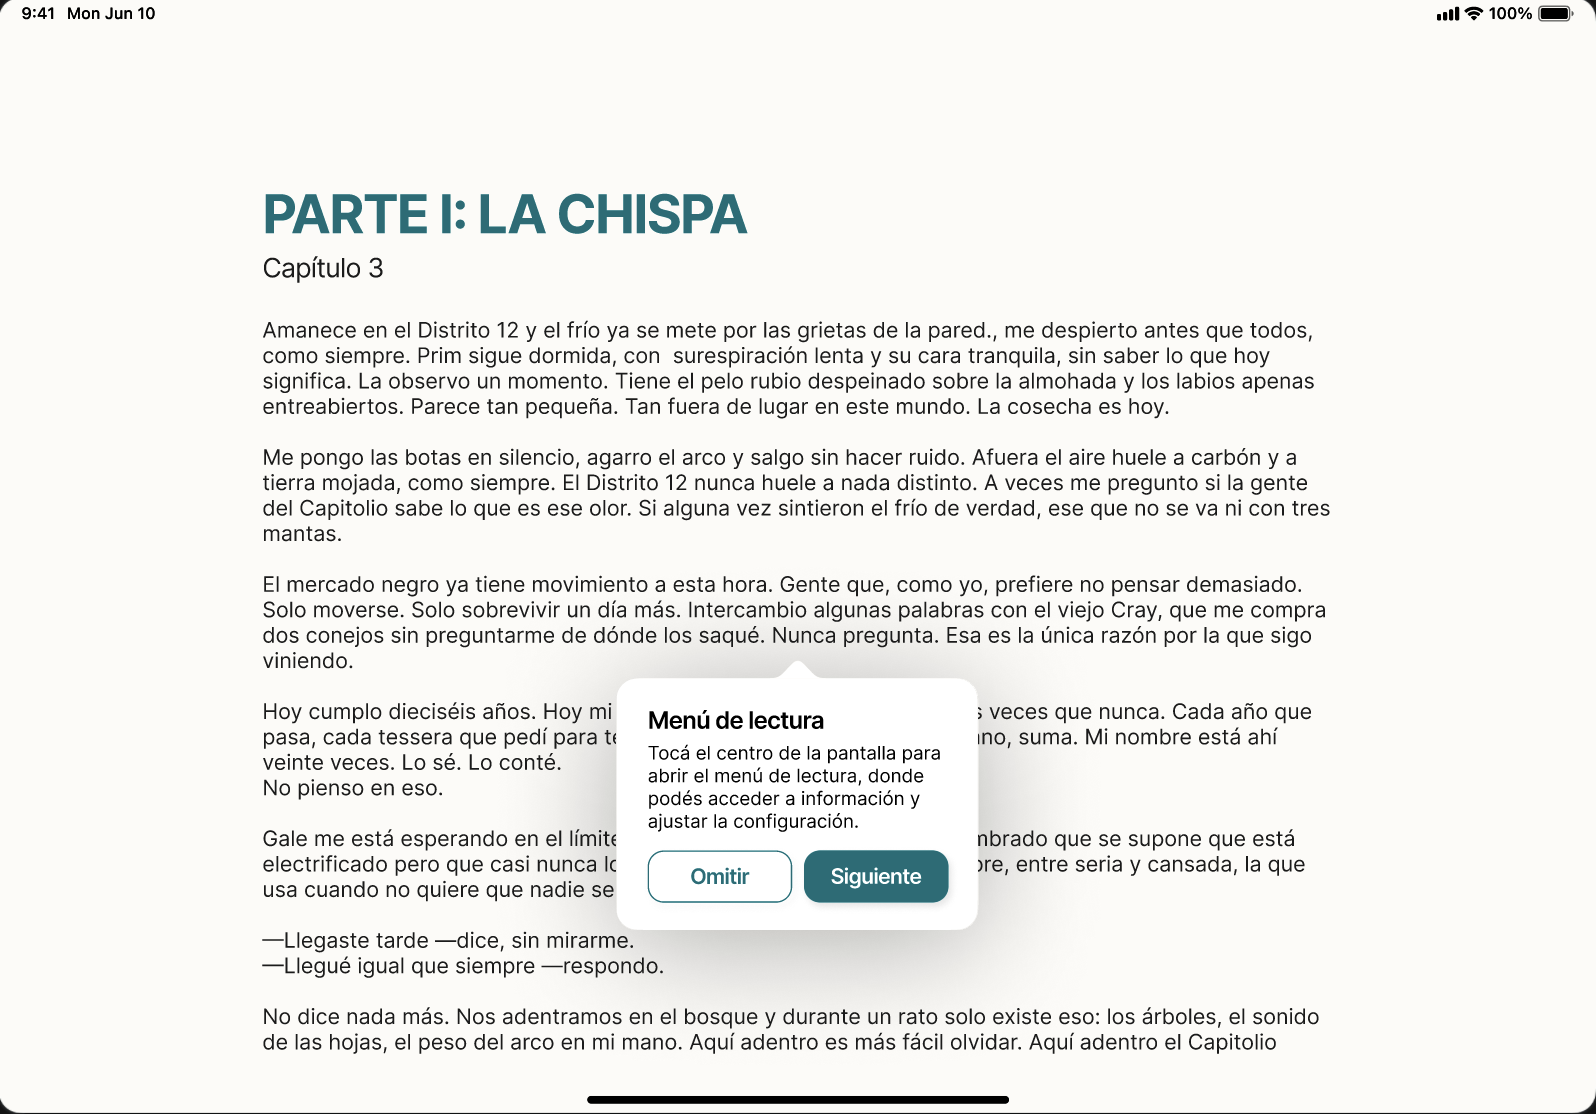 9:41 Mon Jun 10
100%
PARTE I: LA CHISPA
Capítulo 3
Amanece en el Distrito 12 y el frío ya se mete por las grietas de la pared., me despierto antes que todos,
como siempre. Prim sigue dormida, con  surespiración lenta y su cara tranquila, sin saber lo que hoy
significa. La observo un momento. Tiene el pelo rubio despeinado sobre la almohada y los labios apenas
entreabiertos. Parece tan pequeña. Tan fuera de lugar en este mundo. La cosecha es hoy.
Me pongo las botas en silencio, agarro el arco y salgo sin hacer ruido. Afuera el aire huele a carbón y a
tierra mojada, como siempre. El Distrito 12 nunca huele a nada distinto. A veces me pregunto si la gente
del Capitolio sabe lo que es ese olor. Si alguna vez sintieron el frío de verdad, ese que no se va ni con tres
mantas.
El mercado negro ya tiene movimiento a esta hora. Gente que, como yo, prefiere no pensar demasiado.
Solo moverse. Solo sobrevivir un día más. Intercambio algunas palabras con el viejo Cray, que me compra
dos conejos sin preguntarme de dónde los saqué. Nunca pregunta. Esa es la única razón por la que sigo
viniendo.
Hoy cumplo dieciséis años. Hoy mi veces que nunca. Cada año que
pasa, cada tessera que pedí para suma. Mi nombre está ahí
veinte veces. Lo sé. Lo conté.
No pienso en eso.
Gale me está esperando en el que se supone que está
electrificado pero que casi nunca entre seria y cansada, la que
usa cuando no quiere que nadie se
—Llegaste tarde —dice, sin mirarme.
—Llegué igual que siempre —respondo.
No dice nada más. Nos adentramos en el bosque y durante un rato solo existe eso: los árboles, el sonido
de las hojas, el peso del arco en mi mano. Aquí adentro es más fácil olvidar. Aquí adentro el Capitolio
Menú de lectura
Tocá el centro de la pantalla para
abrir el menú de lectura, donde
podés acceder a información y
ajustar la configuración.
Omitir
Siguiente